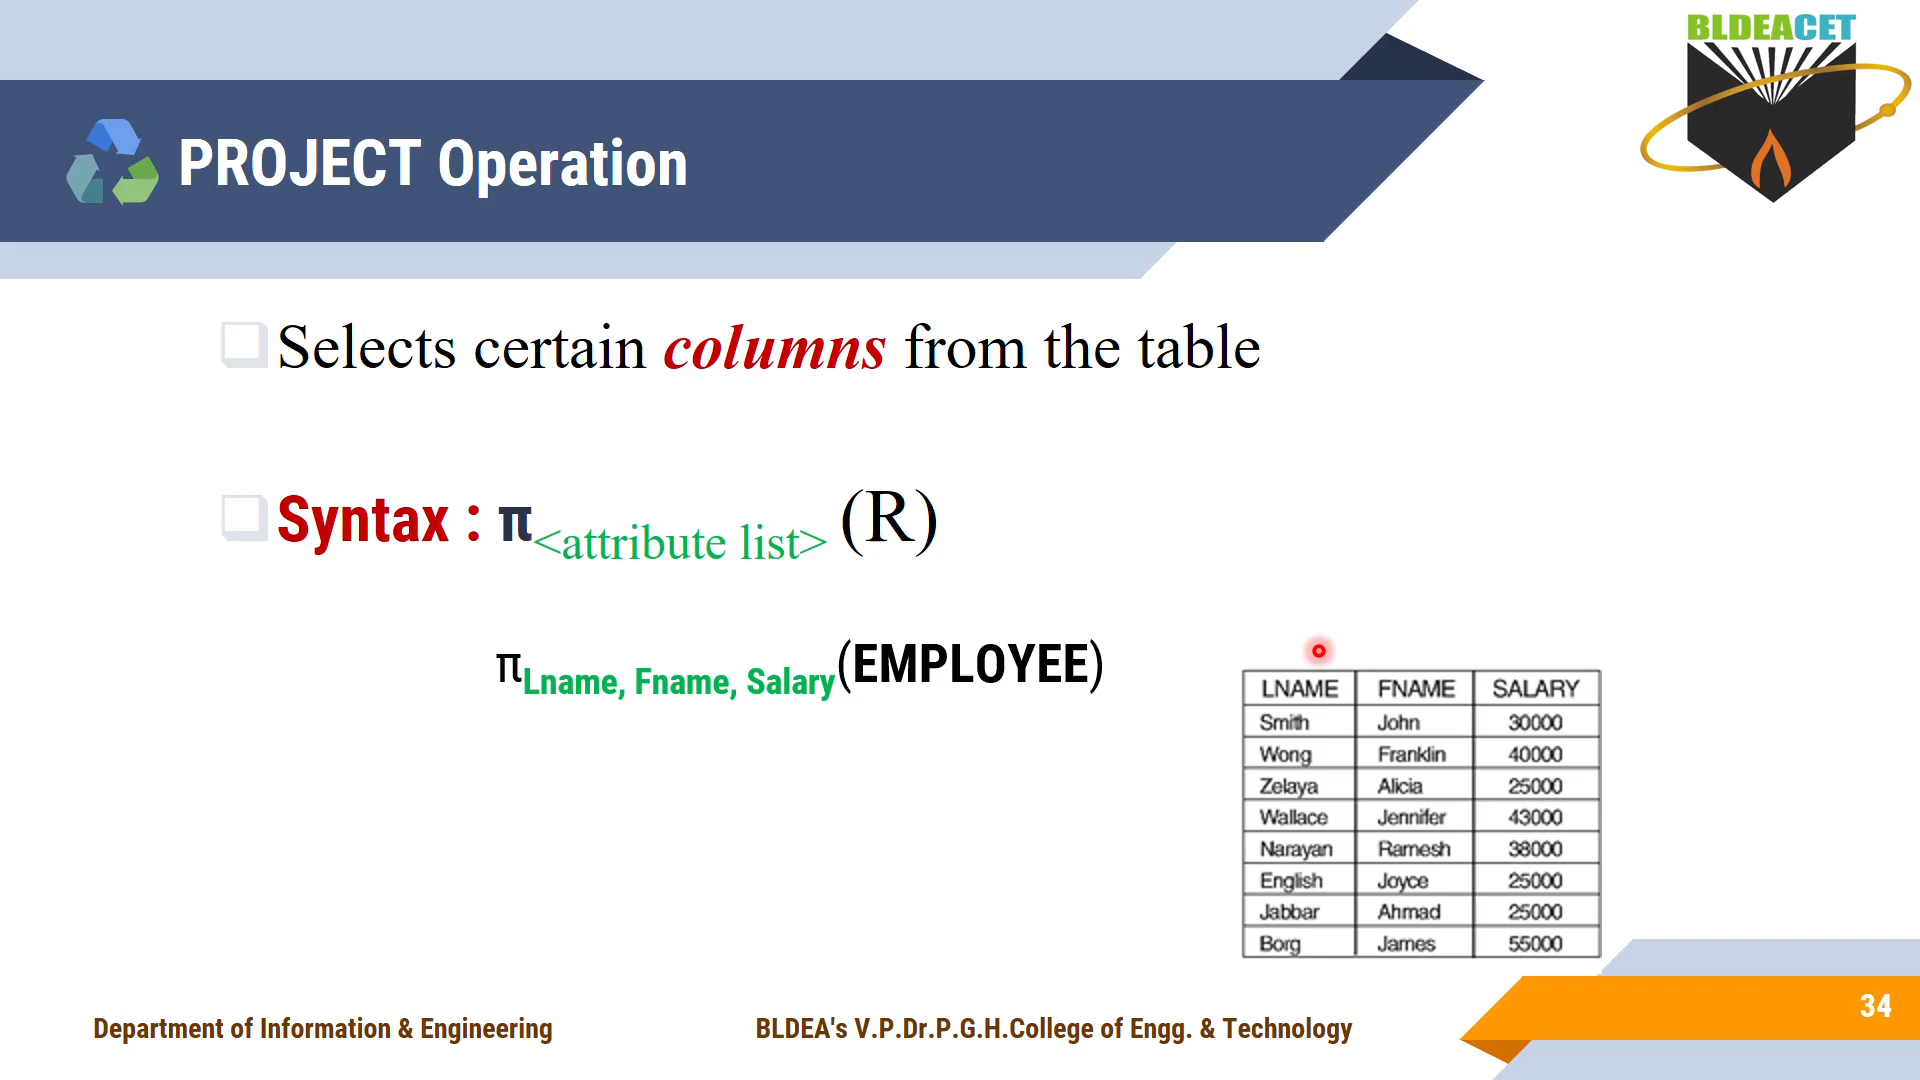 BLDEACET
PROJECT Operation
Selects certain columns from the table
Syntax : π<attribute list> (R)
πLname, Fname, Salary(EMPLOYEE)
LNAME FNAME SALARY
Smith John 30000
Wong Franklin 40000
Zelaya Alicia 25000
Wallace Jennifer 43000
Narayan Ramesh 38000
English Joyce 25000
Jabbar Ahmad 25000
Borg James 55000
34
Department of Information & Engineering BLDEA's V.P.Dr.P.G.H.College of Engg. & Technology